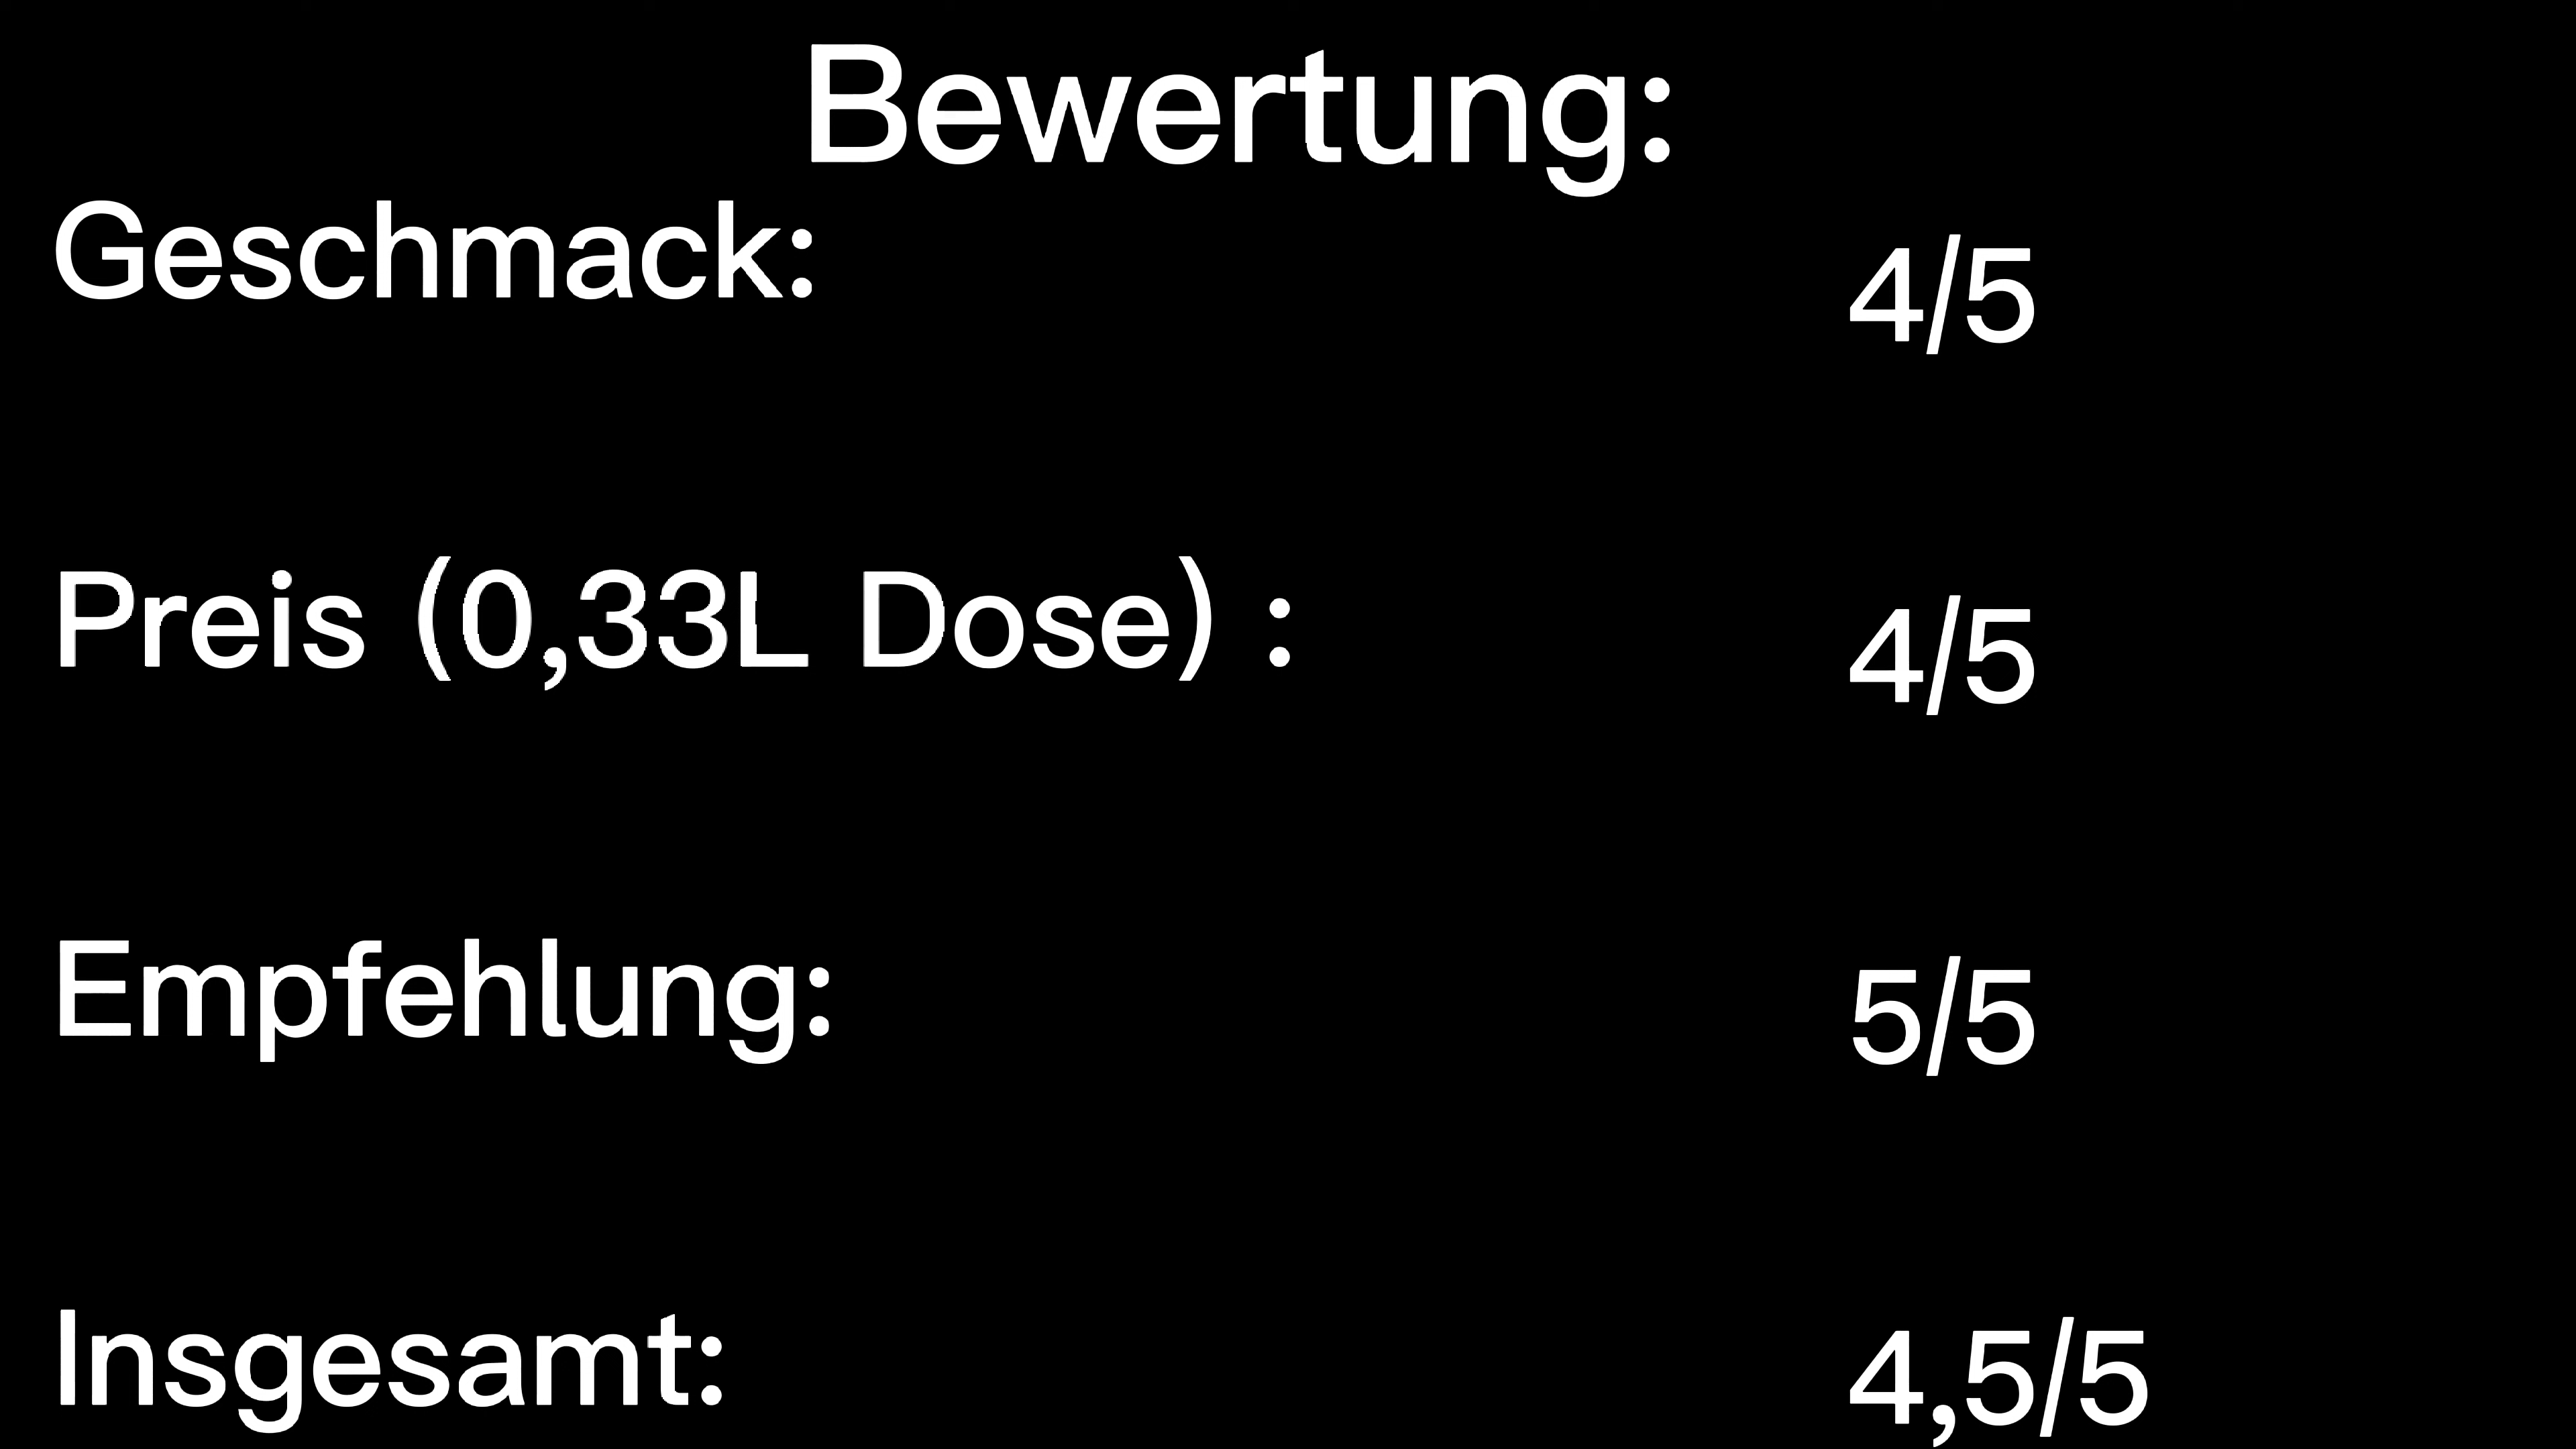 Bewertung:
Geschmack: 4/5
Preis (0,33L Dose) : 4/5
Empfehlung: 5/5
Insgesamt: 4,5/5